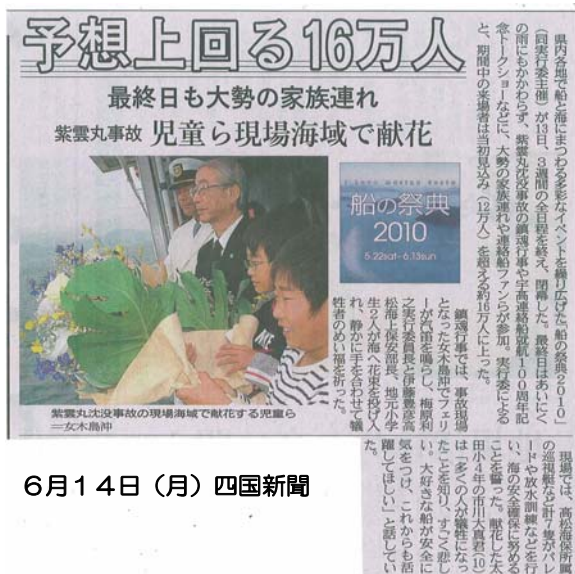 予想上回る16万人
最終日も大勢の家族連れ
紫雲丸事故 児童ら現場海域で献花
県内各地で船と海に
まつわる多彩なイベン
トを繰り広げた「船の祭典2010」
（同実行委主催）が13日、3週間の全日程を終え、閉幕した。最終日はあいにく
の雨にもかかわらず、紫雲丸沈没事故の鎮魂行事や宇高連絡船就航100周年記
念トークショーなどに、大勢の家族連れや連絡船ファンらが参加。実行委による
と、期間中の来場者は当初見込み（12万人）を超える約16万人に上った。
船の祭典
2010
5.22sat-6.13sun
鎮魂行事では、事故現場
となった女木島沖でフェリ
ーが汽笛を鳴らし、梅原利
之実行委員長と伊藤豊之高
松海上保安部長、地元小学
生2人が海へ花束を投げ入
れ、静かに手を合わせて犠
牲者のめい福を祈った。
紫雲丸沈没事故の現場海域で献花する児童ら
＝女木島沖
現場では、高松海保所属
の巡視艇など計7隻がパレ
ードや放水訓練などを行
い、海の安全確保に努める
ことを誓った。献花した太
田小4年の市川大真君（10）
は「多くの人が犠牲になっ
たことを知り、すごく悲し
い。大好きな船が安全に
気をつけ、これからも活
躍してほしい」と話してい
た。
6月14日（月）四国新聞